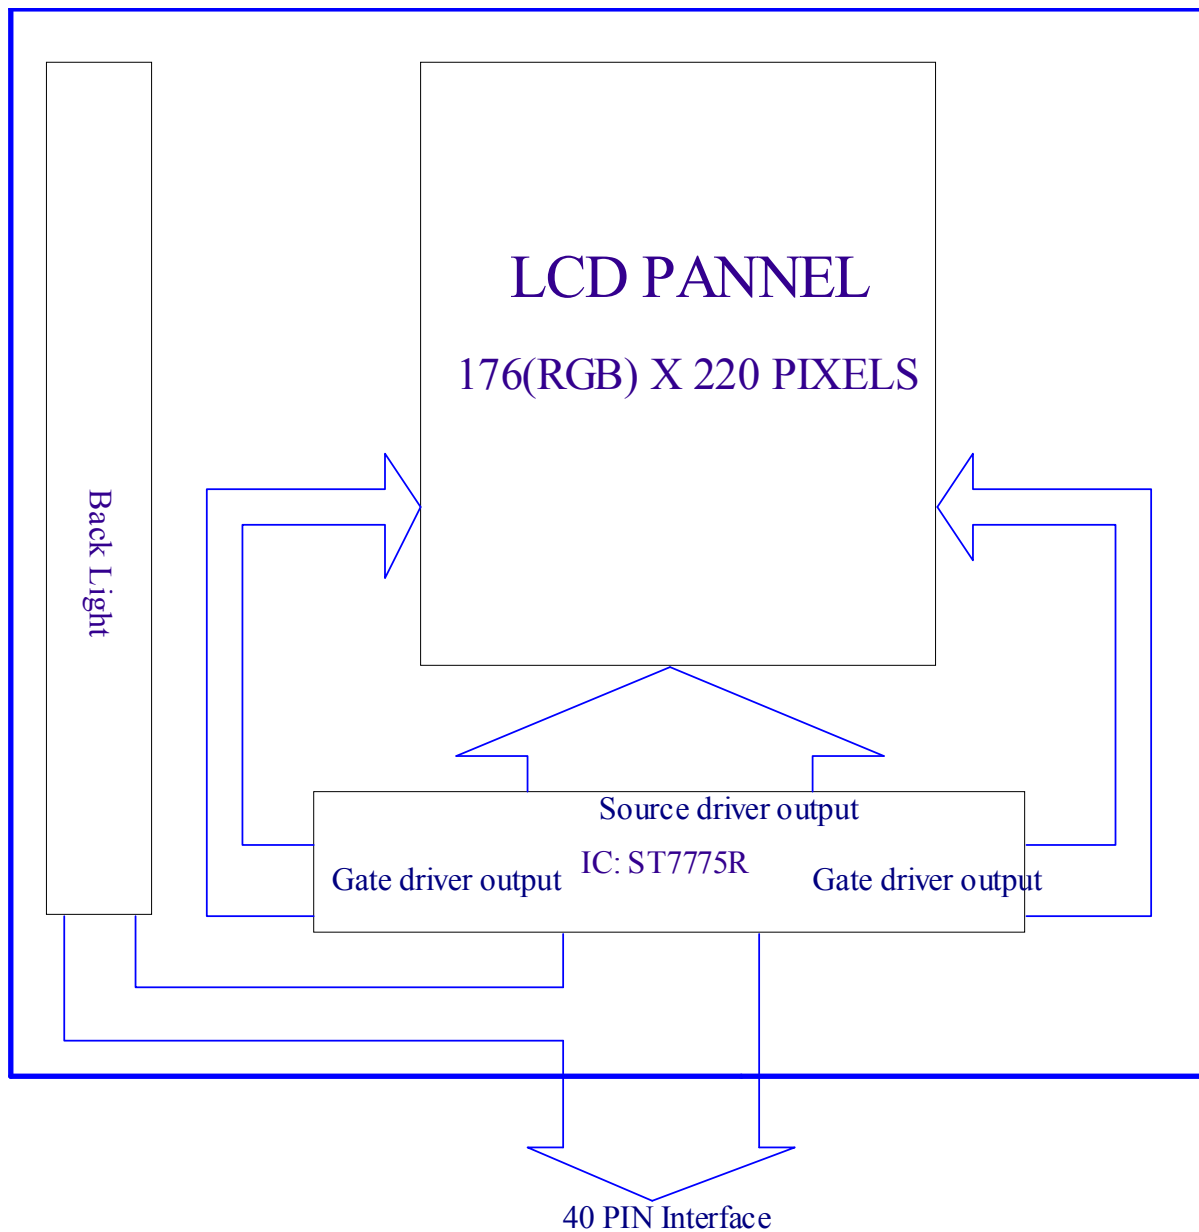 LCD PANNEL
176(RGB) X 220 PIXELS
Back Light
Source driver output
IC: ST7775R
Gate driver output
Gate driver output
40 PIN Interface